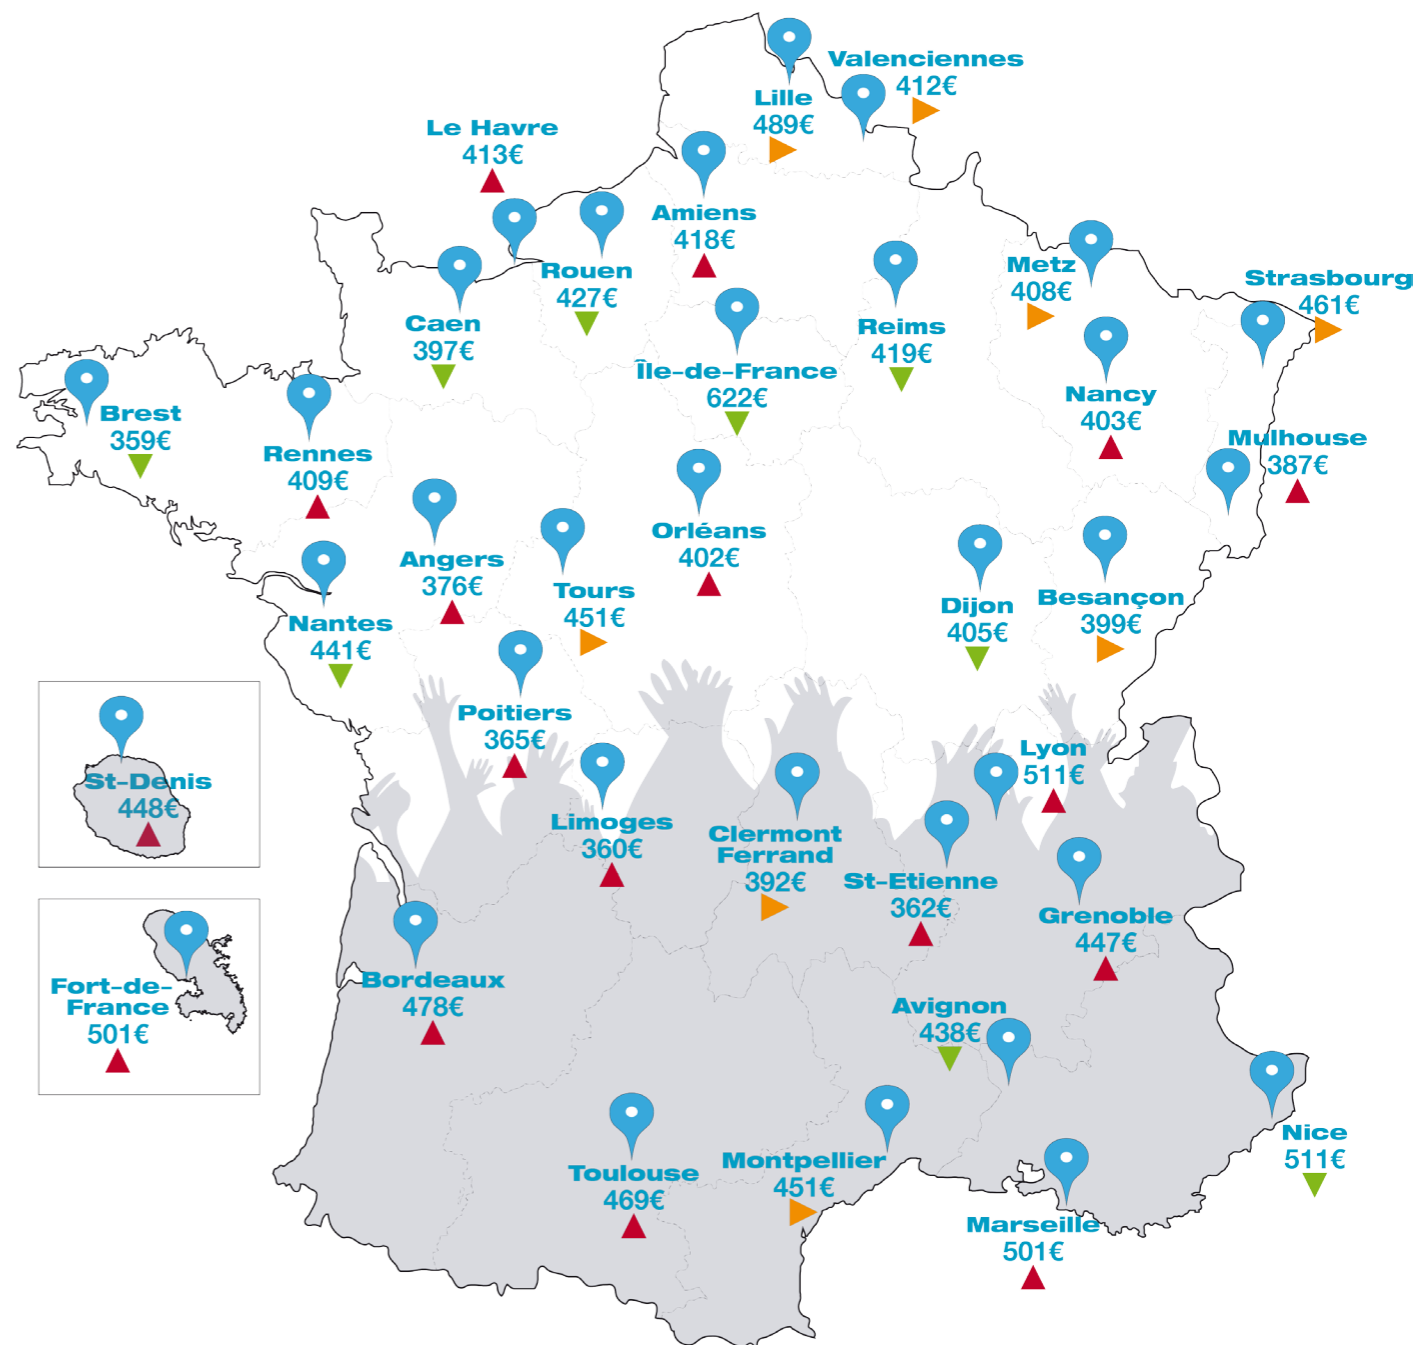 Valenciennes
412€
Lille
489€
Le Havre
413€
Amiens
418€
Rouen
427€
Metz
408€
Strasbourg
461€
Caen
397€
Reims
419€
Île-de-France
622€
Nancy
403€
Brest
359€
Rennes
409€
Mulhouse
387€
Orléans
402€
Angers
376€
Tours
451€
Dijon
405€
Besançon
399€
Nantes
441€
Poitiers
365€
Lyon
511€
St-Denis
448€
Limoges
360€
Clermont
Ferrand
392€
St-Etienne
362€
Grenoble
447€
Bordeaux
478€
Fort-de-
France
501€
Avignon
438€
Nice
511€
Toulouse
469€
Montpellier
451€
Marseille
501€